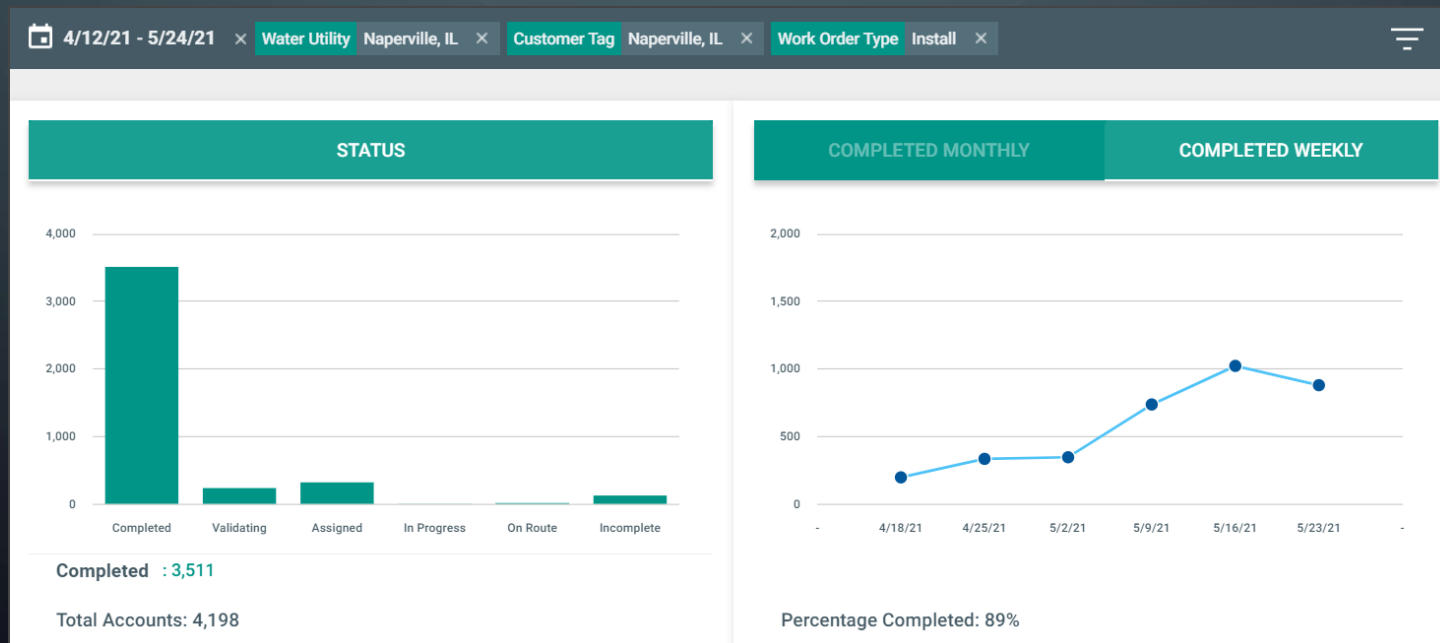 4/12/21 - 5/24/21 × Water Utility Naperville, IL × Customer Tag Naperville, IL × Work Order Type Install ×
STATUS
4,000
3,000
2,000
1,000
0
Completed Validating Assigned In Progress On Route Incomplete
Completed : 3,511
Total Accounts: 4,198
COMPLETED MONTHLY COMPLETED WEEKLY
2,000
1,500
1,000
500
0
- 4/18/21 4/25/21 5/2/21 5/9/21 5/16/21 5/23/21 -
Percentage Completed: 89%